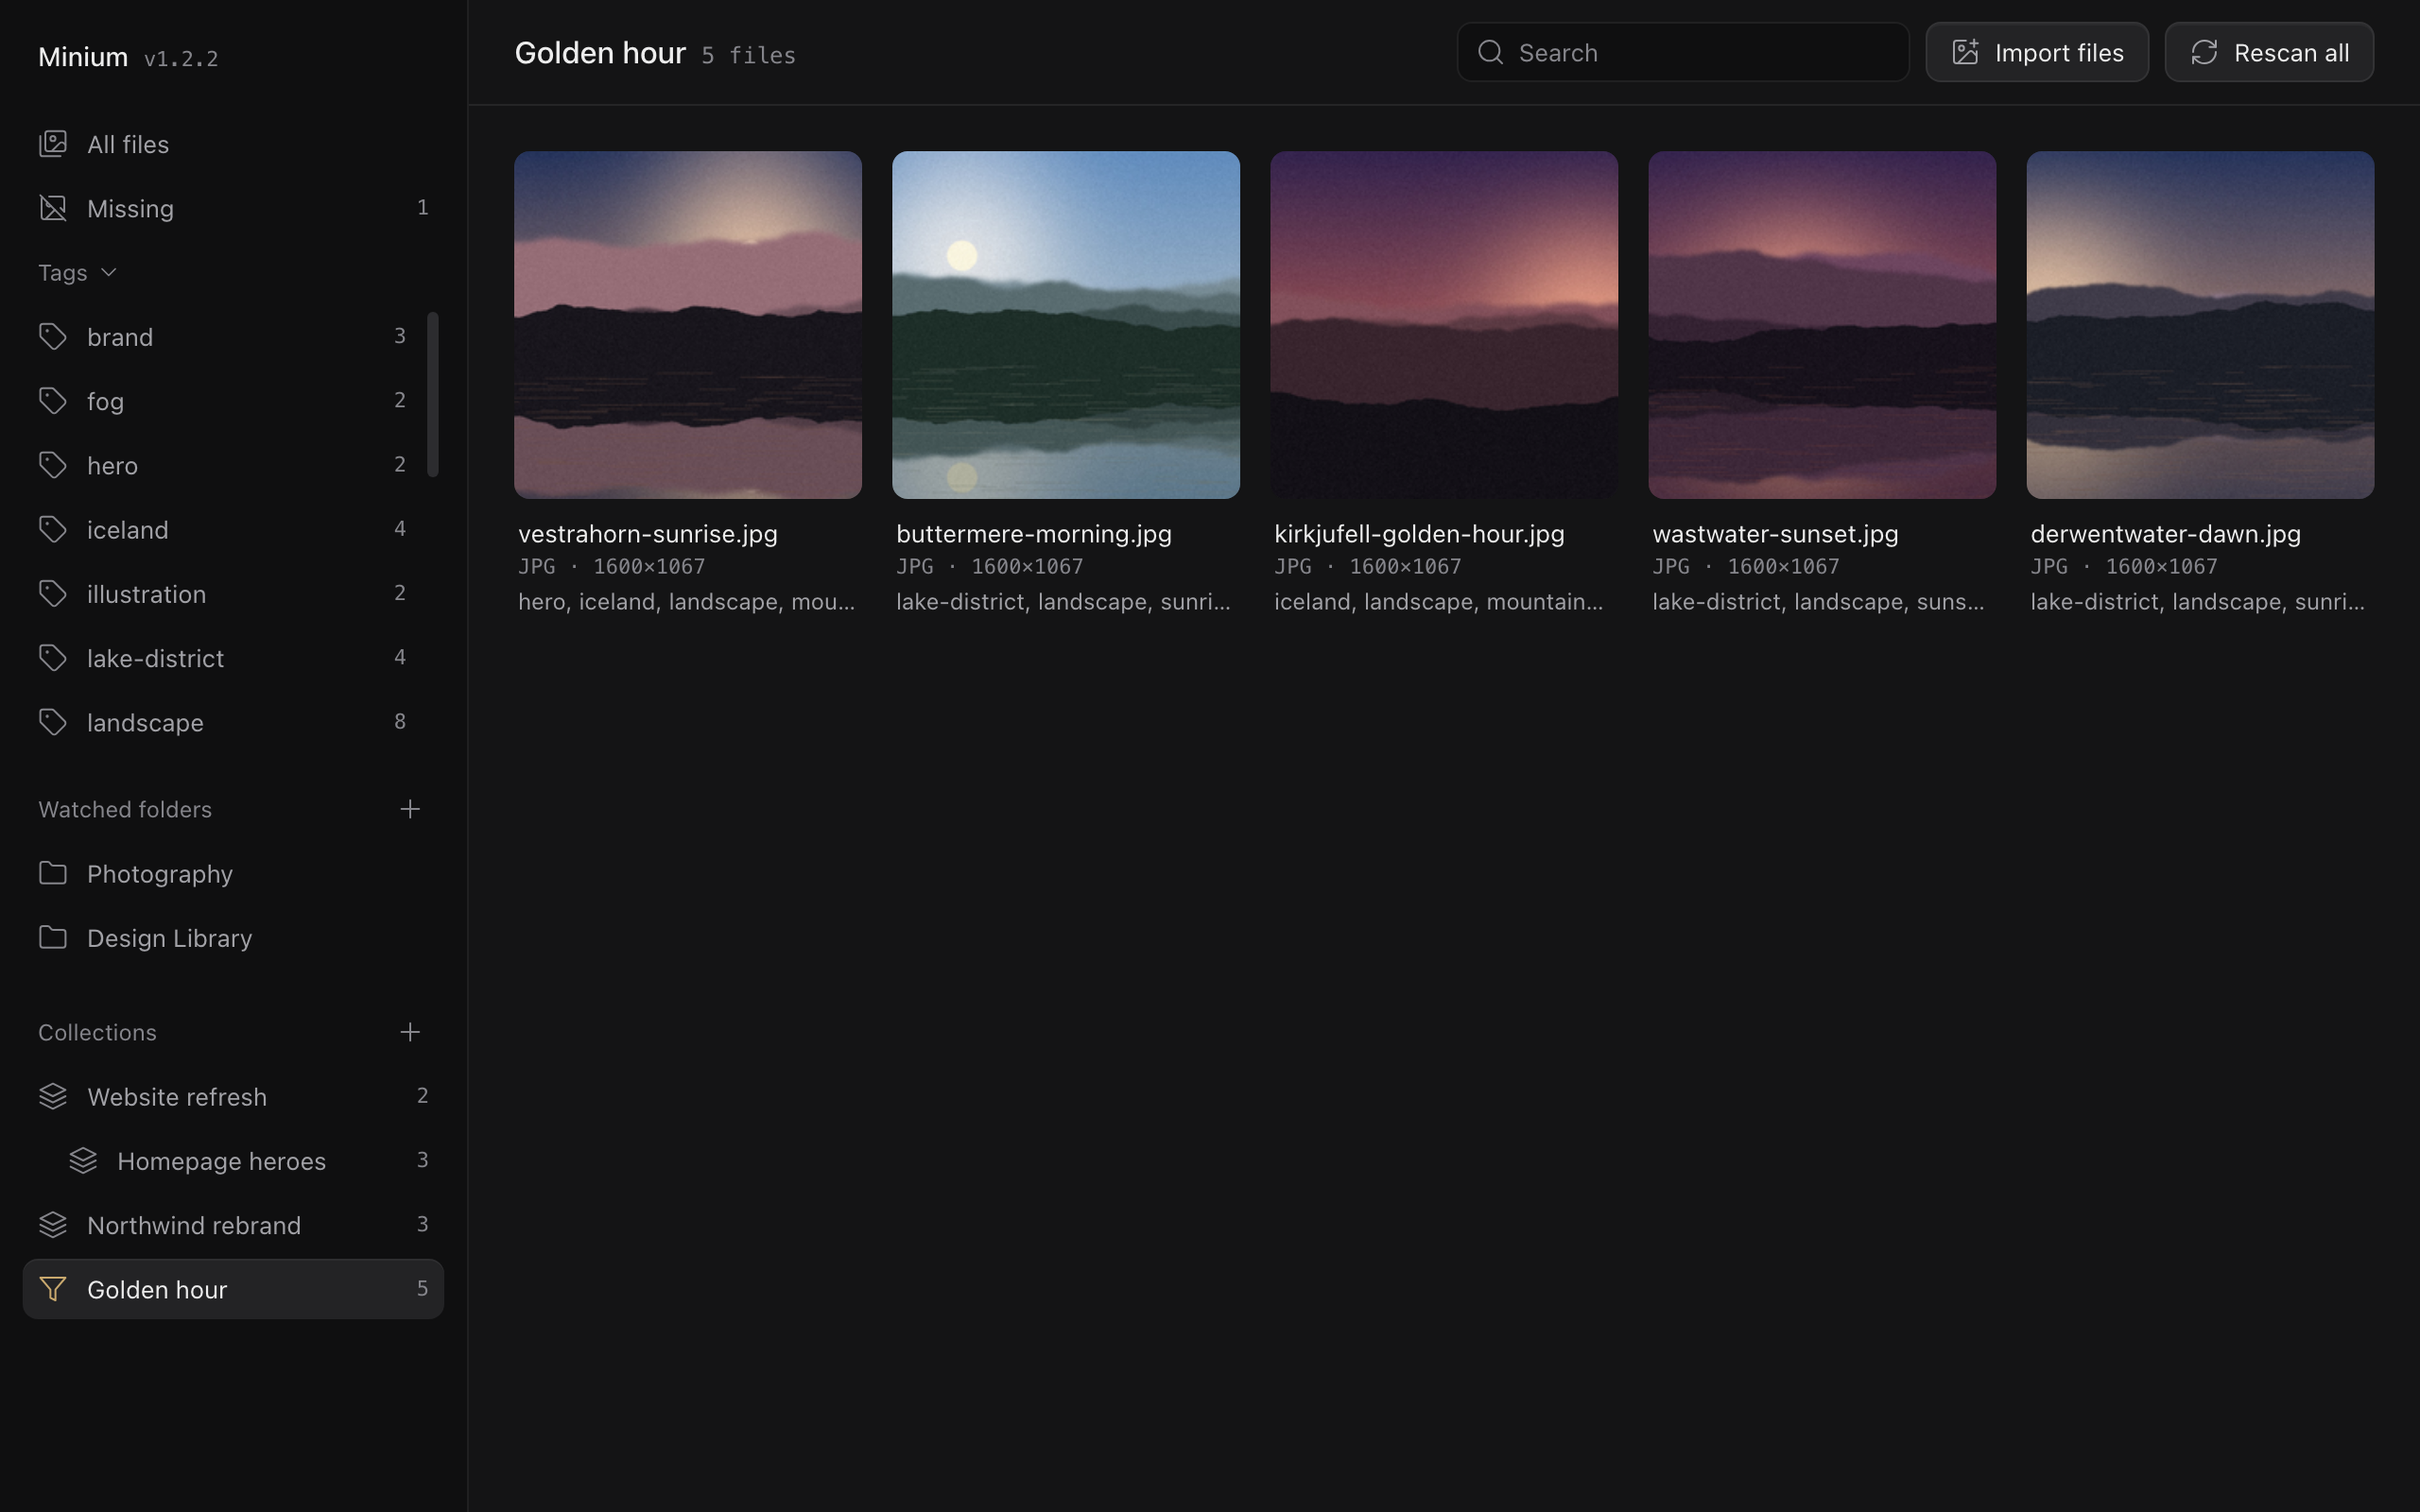 Minium v1.2.2
All files
Missing 1
Tags
brand 3
fog 2
hero 2
iceland 4
illustration 2
lake-district 4
landscape 8
Watched folders
Photography
Design Library
Collections
Website refresh 2
Homepage heroes 3
Northwind rebrand 3
Golden hour 5
Golden hour 5 files
Search
Import files
Rescan all
vestrahorn-sunrise.jpg
JPG · 1600×1067
hero, iceland, landscape, mou...
buttermere-morning.jpg
JPG · 1600×1067
lake-district, landscape, sunri...
kirkjufell-golden-hour.jpg
JPG · 1600×1067
iceland, landscape, mountain...
wastwater-sunset.jpg
JPG · 1600×1067
lake-district, landscape, suns...
derwentwater-dawn.jpg
JPG · 1600×1067
lake-district, landscape, sunri...